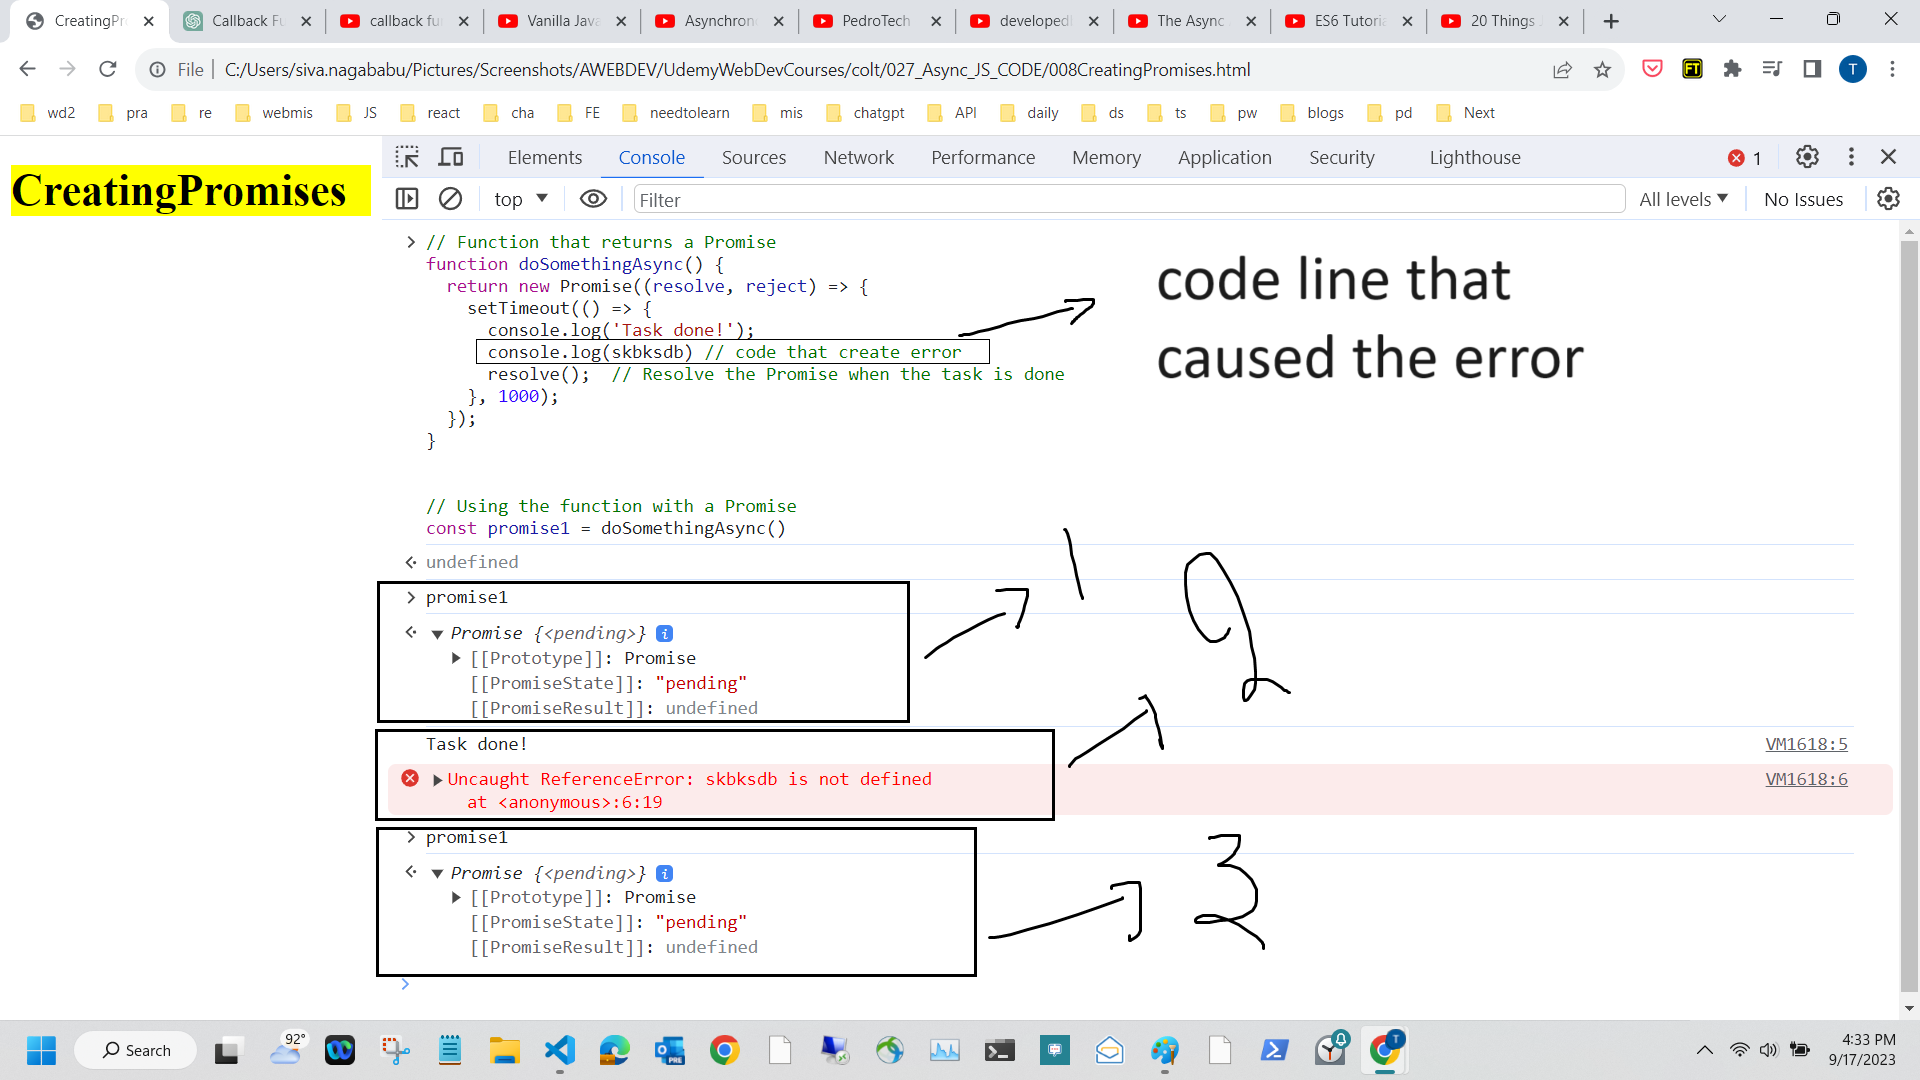 CreatingPro
Callback Fu
callback fu
Vanilla Java
Asynchron
PedroTech
developed
The Async
ES6 Tutoria
20 Things
File
C:/Users/siva.nagababu/Pictures/Screenshots/AWEBDEV/UdemyWebDevCourses/colt/027_Async_JS_CODE/008CreatingPromises.html
FT
T
wd2 pra re webmis JS react cha FE needtolearn mis chatgpt API daily ds ts pw blogs pd Next
CreatingPromises
Elements Console Sources Network Performance Memory Application Security Lighthouse
1
top
Filter
All levels
No Issues
// Function that returns a Promise
function doSomethingAsync() {
return new Promise((resolve, reject) => {
setTimeout(() => {
console.log('Task done!');
console.log(skbksdb) // code that create error
resolve(); // Resolve the Promise when the task is done
}, 1000);
});
}
code line that
caused the error
// Using the function with a Promise
const promise1 = doSomethingAsync()
undefined
promise1
Promise {<pending>}
[[Prototype]]: Promise
[[PromiseState]]: "pending"
[[PromiseResult]]: undefined
1
2
Task done!
VM1618:5
Uncaught ReferenceError: skbksdb is not defined
VM1618:6
at <anonymous>:6:19
promise1
Promise {<pending>}
[[Prototype]]: Promise
[[PromiseState]]: "pending"
[[PromiseResult]]: undefined
3
Search
92°
PRE
T
4:33 PM
9/17/2023